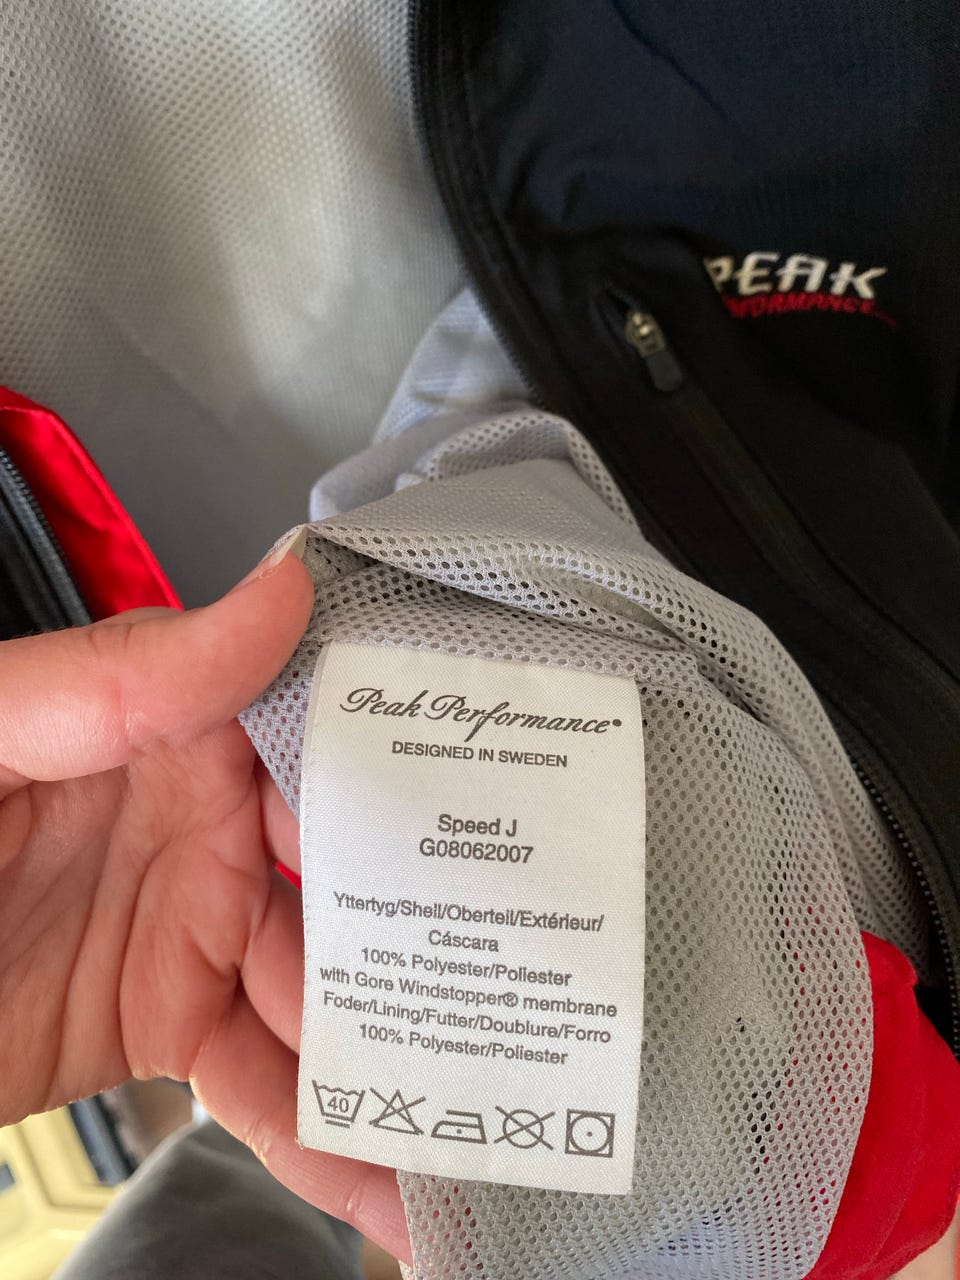 PEAK
Peak Performance®
DESIGNED IN SWEDEN
Speed J
G08062007
Yttertyg/Shell/Oberteil/Extérieur/
Cáscara
100% Polyester/Poliester
with Gore Windstopper® membrane
Foder/Lining/Futter/Doublure/Forro
100% Polyester/Poliester
40